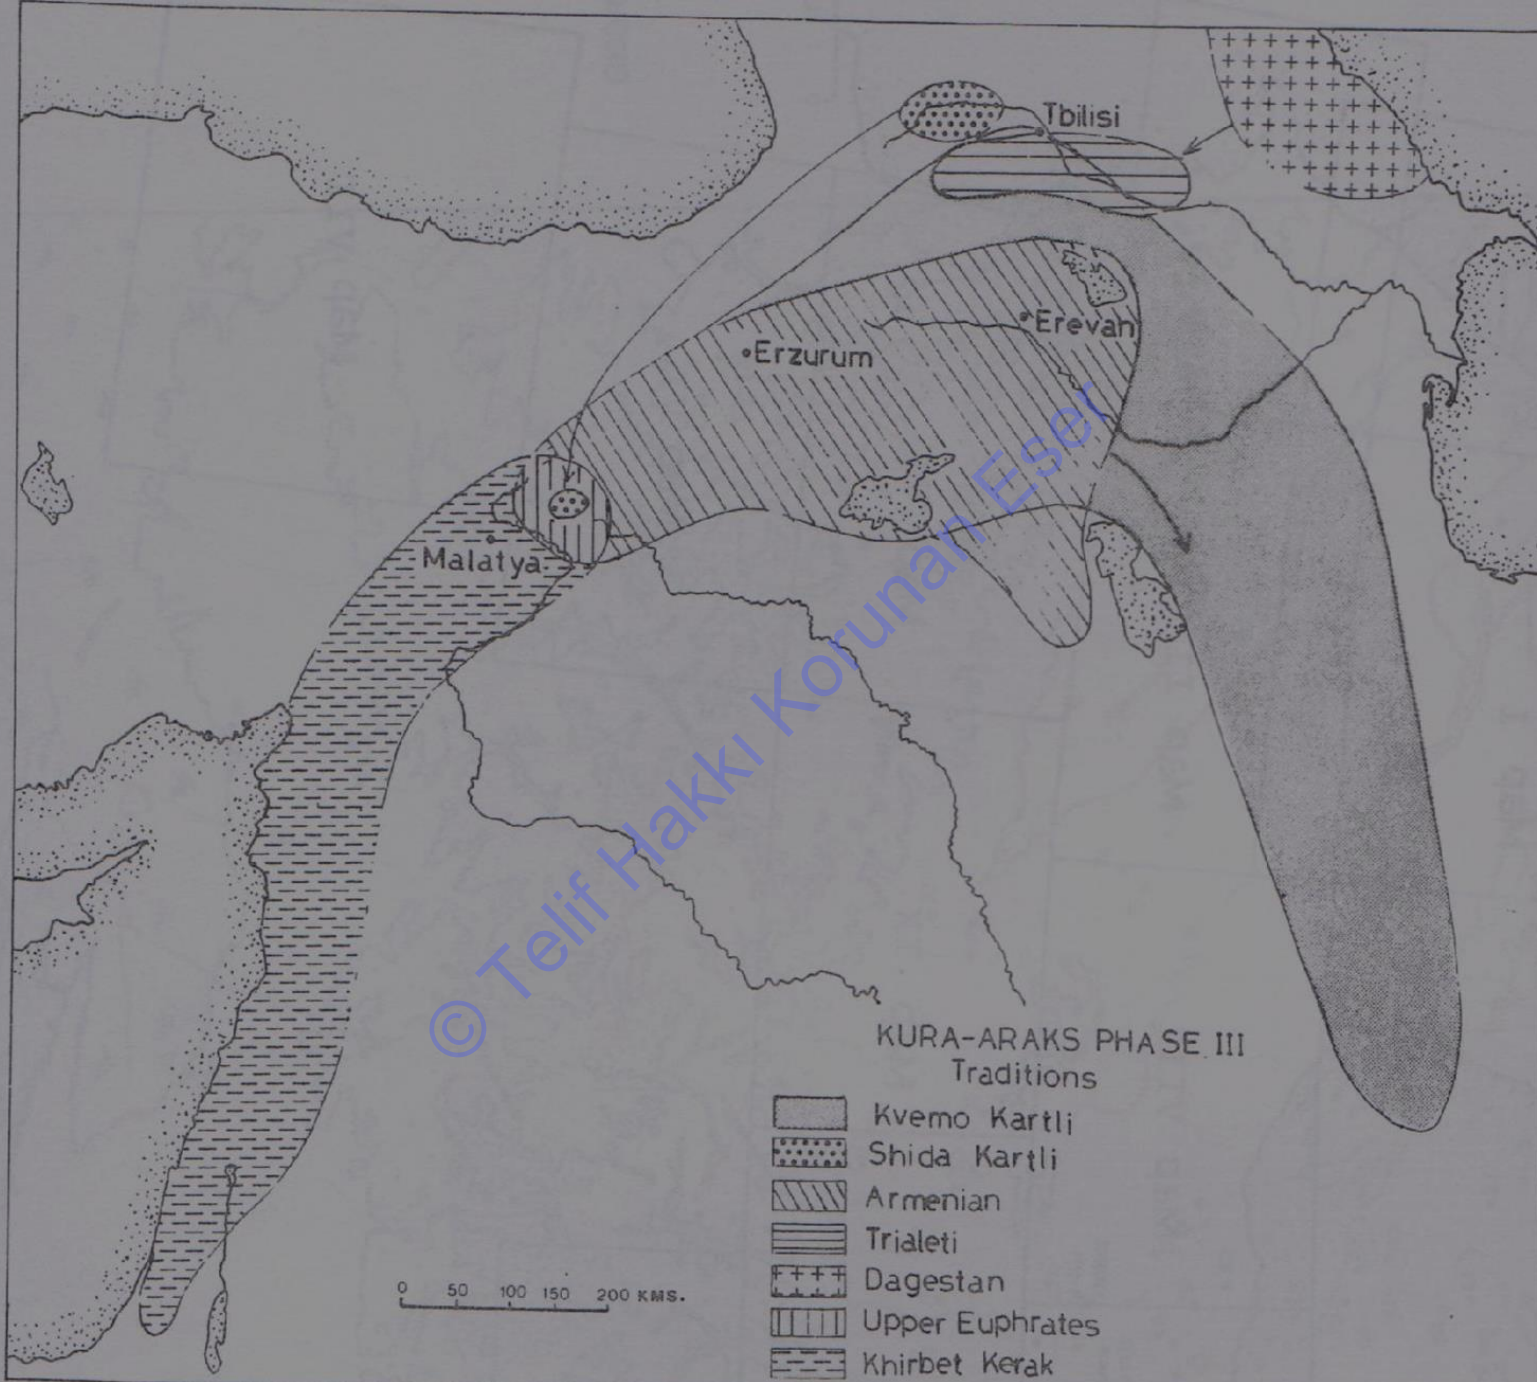 Tbilisi
Erevan
Erzurum
Malatya
© Telif Hakkı Korunan Eser
KURA-ARAKS PHASE III
Traditions
Kvemo Kartli
Shida Kartli
Armenian
Trialeti
Dagestan
Upper Euphrates
Khirbet Kerak
0 50 100 150 200 KMS.